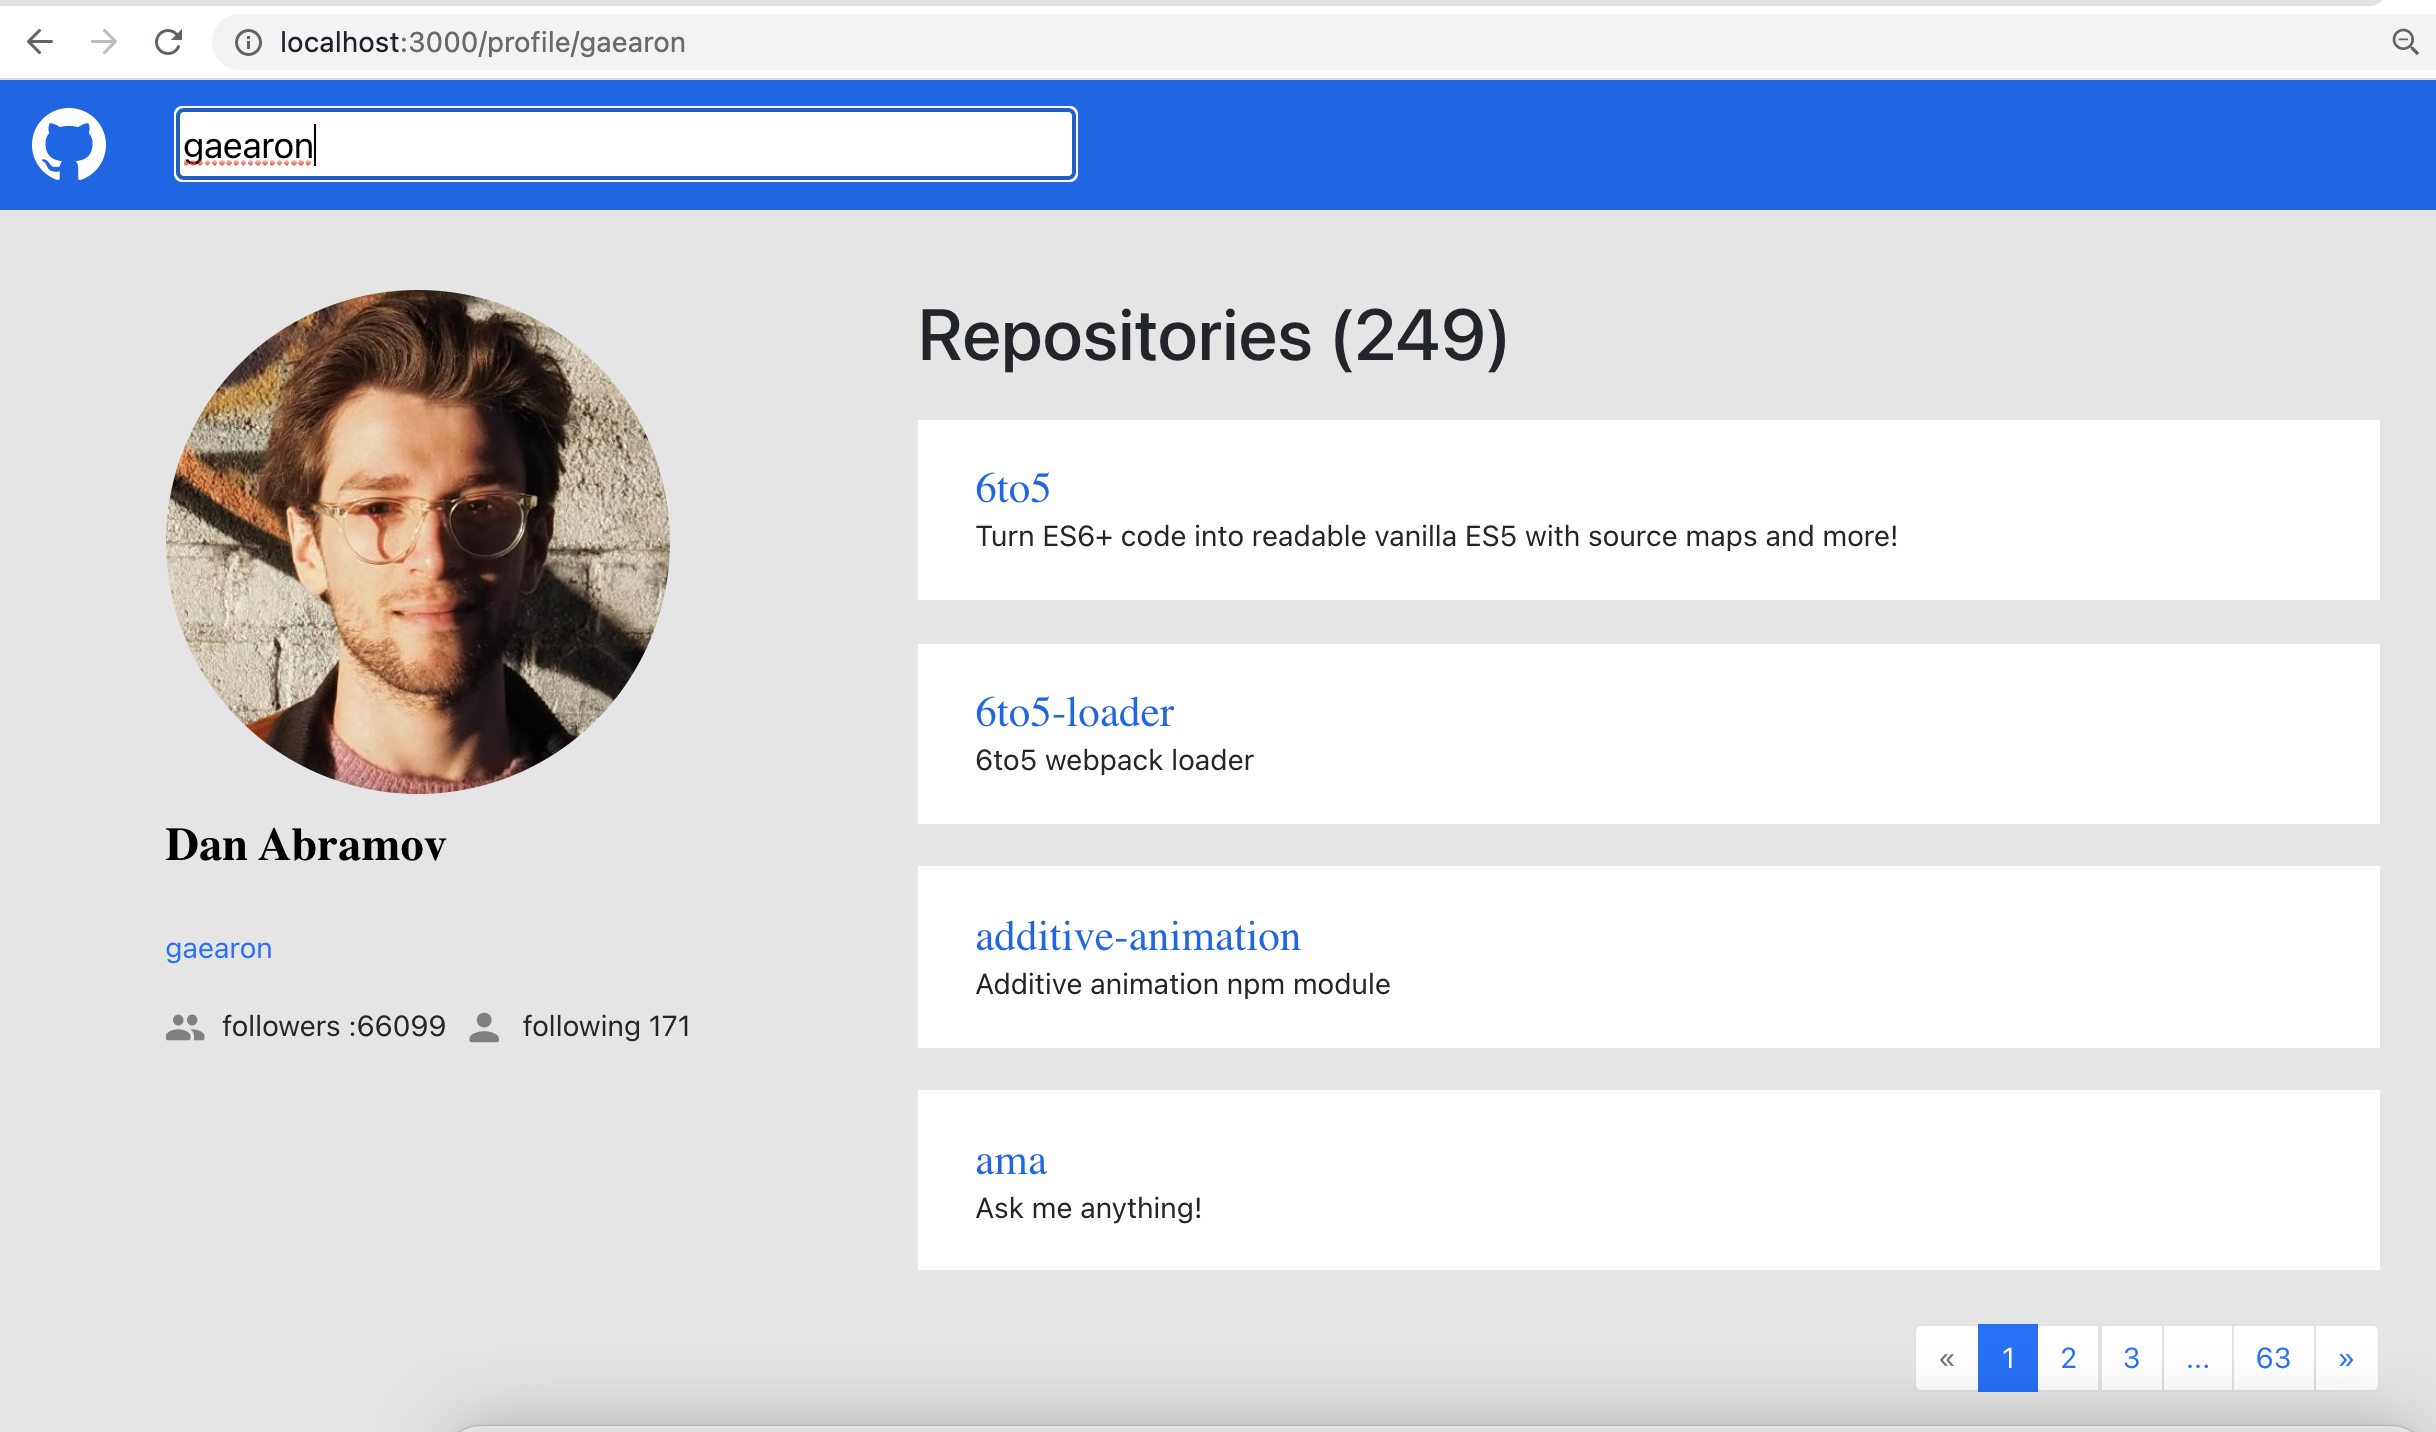 localhost:3000/profile/gaearon
gaearon
Repositories (249)
6to5
Turn ES6+ code into readable vanilla ES5 with source maps and more!
6to5-loader
6to5 webpack loader
additive-animation
Additive animation npm module
ama
Ask me anything!
Dan Abramov
gaearon
followers :66099 following 171
« 1 2 3 ... 63 »